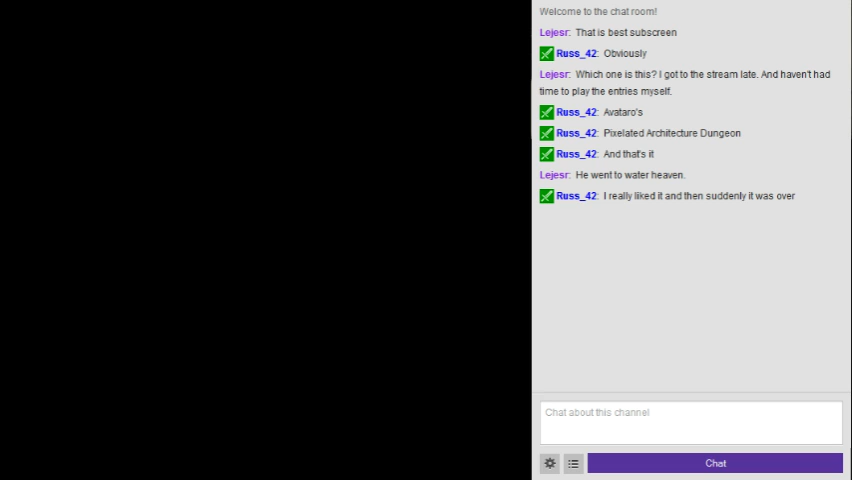 Welcome to the chat room!
Lejesr: That is best subscreen
Russ_42: Obviously
Lejesr: Which one is this? I got to the stream late. And haven't had
time to play the entries myself.
Russ_42: Avataro's
Russ_42: Pixelated Architecture Dungeon
Russ_42: And that's it
Lejesr: He went to water heaven.
Russ_42: I really liked it and then suddenly it was over
Chat about this channel
Chat